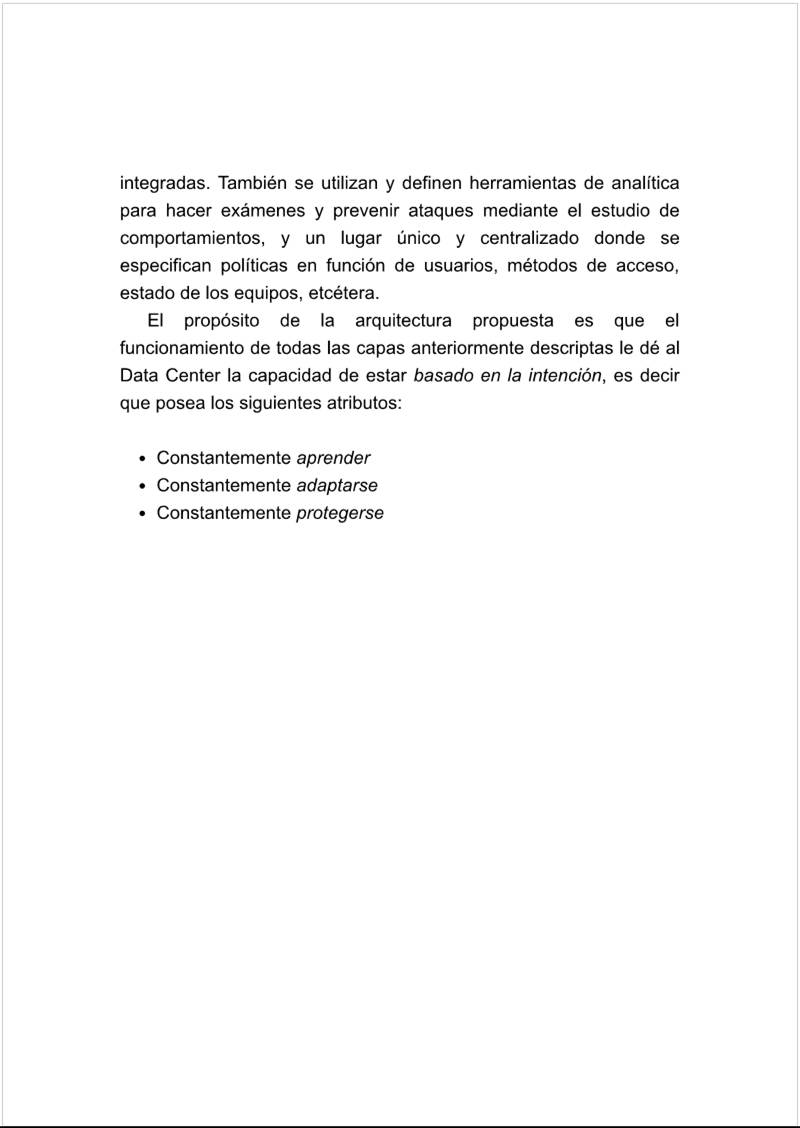 integradas. También se utilizan y definen herramientas de analítica
para hacer exámenes y prevenir ataques mediante el estudio de
comportamientos, y un lugar único y centralizado donde se
especifican políticas en función de usuarios, métodos de acceso,
estado de los equipos, etcétera.
El propósito de la arquitectura propuesta es que el
funcionamiento de todas las capas anteriormente descriptas le dé al
Data Center la capacidad de estar basado en la intención, es decir
que posea los siguientes atributos:
• Constantemente aprender
• Constantemente adaptarse
• Constantemente protegerse